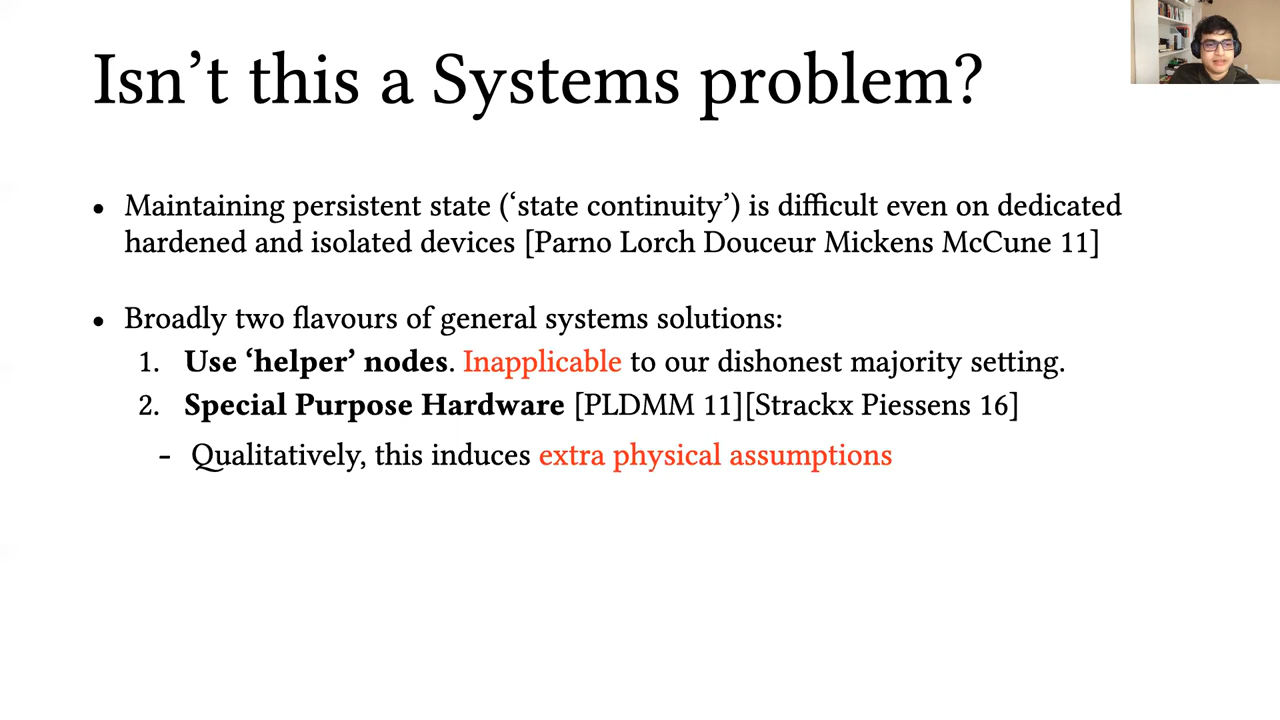 Isn’t this a Systems problem?
• Maintaining persistent state (‘state continuity’) is difficult even on dedicated
hardened and isolated devices [Parno Lorch Douceur Mickens McCune 11]
• Broadly two flavours of general systems solutions:
1. Use ‘helper’ nodes. Inapplicable to our dishonest majority setting.
2. Special Purpose Hardware [PLDMM 11][Strackx Piessens 16]
– Qualitatively, this induces extra physical assumptions